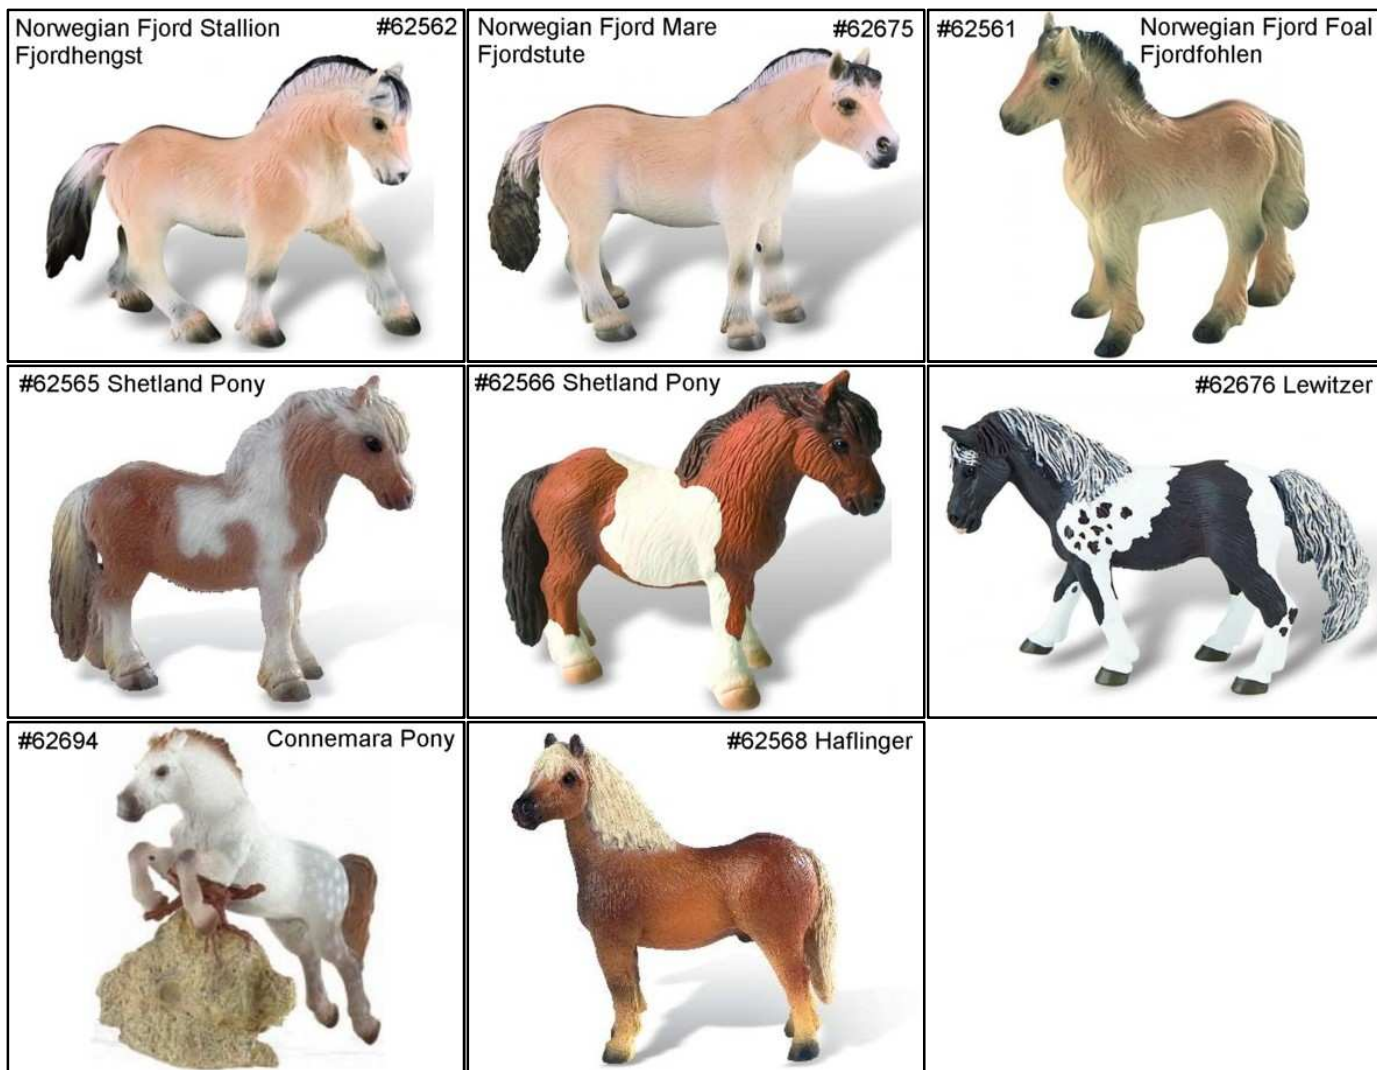 Norwegian Fjord Stallion #62562
Fjordhengst
Norwegian Fjord Mare #62675
Fjordstute
#62561 Norwegian Fjord Foal
Fjordfohlen
#62565 Shetland Pony
#62566 Shetland Pony
#62676 Lewitzer
#62694 Connemara Pony
#62568 Haflinger